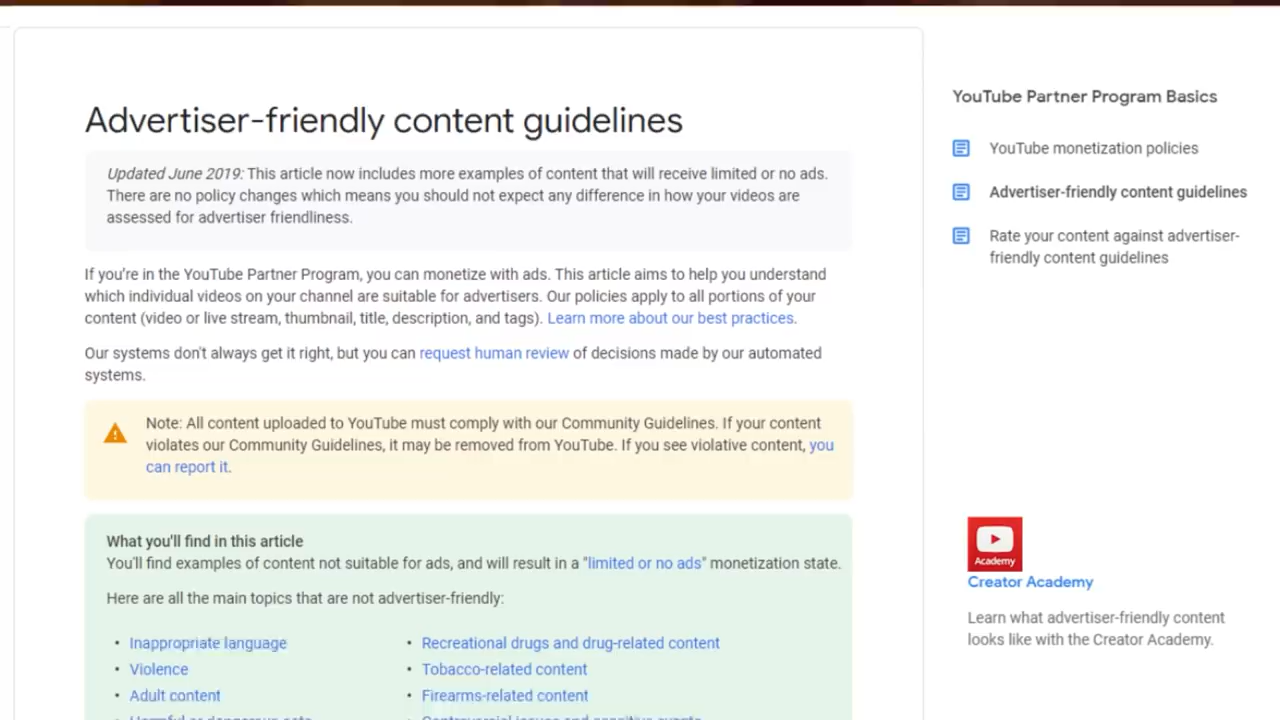 Advertiser-friendly content guidelines
Updated June 2019: This article now includes more examples of content that will receive limited or no ads.
There are no policy changes which means you should not expect any difference in how your videos are
assessed for advertiser friendliness.
If you're in the YouTube Partner Program, you can monetize with ads. This article aims to help you understand
which individual videos on your channel are suitable for advertisers. Our policies apply to all portions of your
content (video or live stream, thumbnail, title, description, and tags). Learn more about our best practices.
Our systems don't always get it right, but you can request human review of decisions made by our automated
systems.
Note: All content uploaded to YouTube must comply with our Community Guidelines. If your content
violates our Community Guidelines, it may be removed from YouTube. If you see violative content, you
can report it.
What you'll find in this article
You'll find examples of content not suitable for ads, and will result in a "limited or no ads" monetization state.
Here are all the main topics that are not advertiser-friendly:
• Inappropriate language
• Violence
• Adult content
• Harmful or dangerous acts
• Recreational drugs and drug-related content
• Tobacco-related content
• Firearms-related content
• Controversial issues and sensitive events
YouTube Partner Program Basics
YouTube monetization policies
Advertiser-friendly content guidelines
Rate your content against advertiser-
friendly content guidelines
Academy
Creator Academy
Learn what advertiser-friendly content
looks like with the Creator Academy.